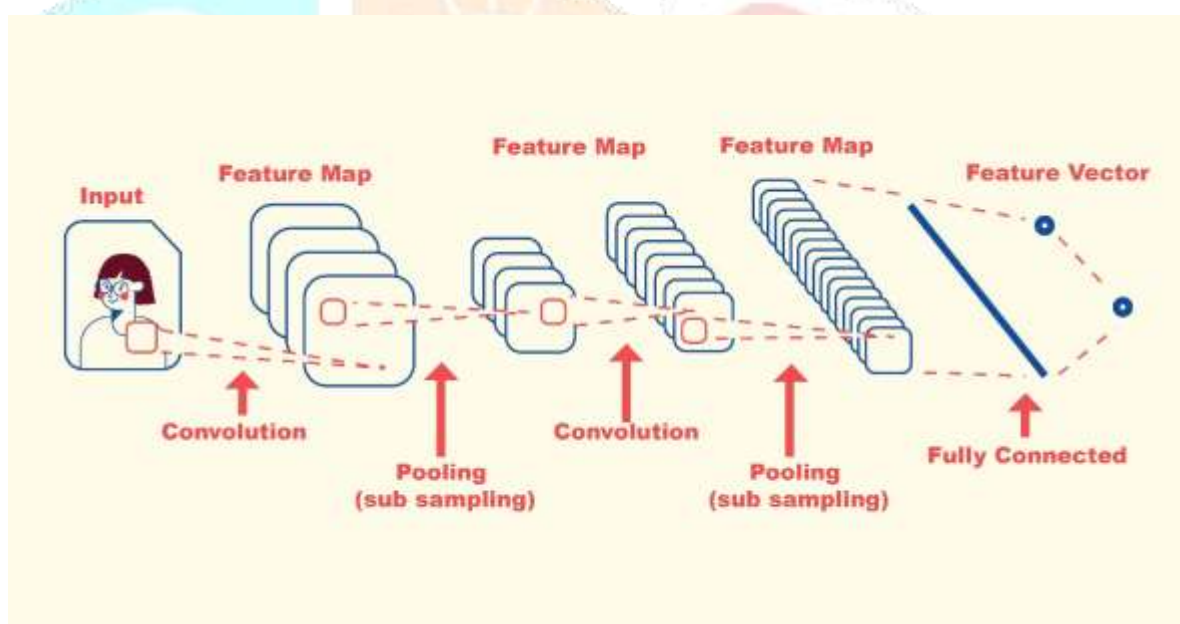 Feature Map
Feature Map
Feature Map
Feature Vector
Input
Convolution
Convolution
Fully Connected
Pooling
(sub sampling)
Pooling
(sub sampling)